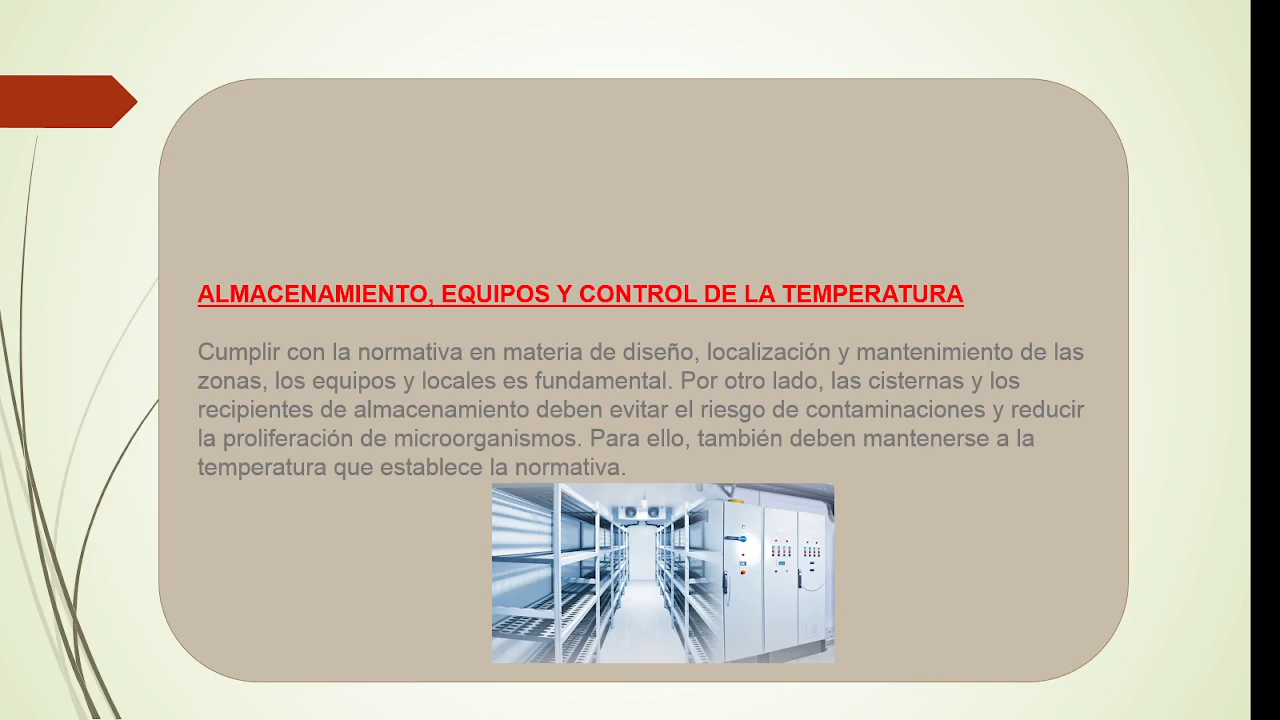 ALMACENAMIENTO, EQUIPOS Y CONTROL DE LA TEMPERATURA
Cumplir con la normativa en materia de diseño, localización y mantenimiento de las
zonas, los equipos y locales es fundamental. Por otro lado, las cisternas y los
recipientes de almacenamiento deben evitar el riesgo de contaminaciones y reducir
la proliferación de microorganismos. Para ello, también deben mantenerse a la
temperatura que establece la normativa.